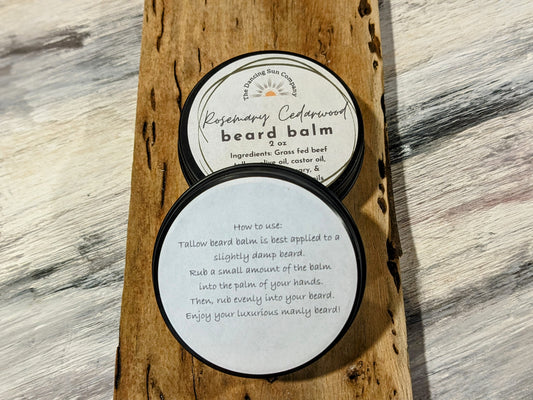 The Dancing Sun Company
Rosemary Cedarwood
beard balm
2 oz
Ingredients: Grass fed beef
olive oil, castor oil,
&
How to use:
Tallow beard balm is best applied to a
slightly damp beard.
Rub a small amount of the balm
into the palm of your hands.
Then, rub evenly into your beard.
Enjoy your luxurious manly beard!